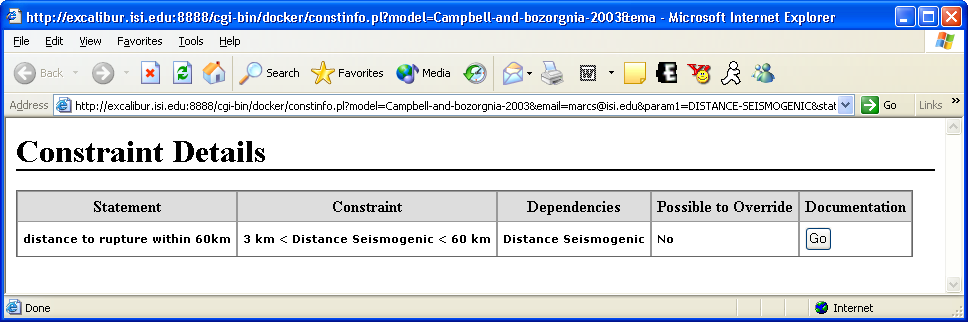 http://excalibur.isi.edu:8888/cgi-bin/docker/constinfo.pl?model=Campbell-and-bozorgnia-2003&ema - Microsoft Internet Explorer
File Edit View Favorites Tools Help
Back Search Favorites Media
Address http://excalibur.isi.edu:8888/cgi-bin/docker/constinfo.pl?model=Campbell-and-bozorgnia-2003&email=marcs@isi.edu&param1=DISTANCE-SEISMOGENIC&stat Go Links »
Constraint Details
Statement Constraint Dependencies Possible to Override Documentation
distance to rupture within 60km 3 km < Distance Seismogenic < 60 km Distance Seismogenic No Go
Done Internet